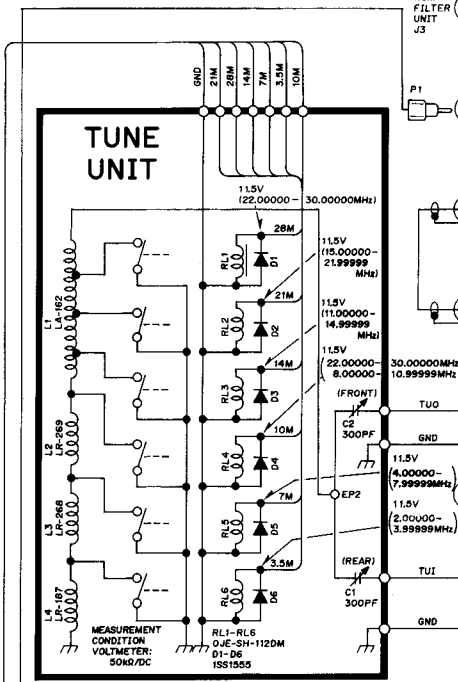 FILTER
UNIT
J3
P1
GND
21M
28M
14M
7M
3.5M
10M
TUNE
UNIT
11.5V
(22.00000 - 30.00000MHz)
28M
RL1
D1
11.5V
(15.00000-
21.99999
MHz)
21M
RL2
D2
11.5V
(11.00000-
14.99999
MHz)
14M
RL3
D3
11.5V
(22.00000- 30.00000MHz
8.00000- 10.99999MHz)
10M
RL4
D4
L1
LA-162
L2
LR-269
L3
LR-268
L4
LR-187
(FRONT)
C2
300PF
TUO
GND
11.5V
(4.00000-
7.99999MHz)
7M
RL5
D5
EP2
11.5V
(2.00000-
3.99999MHz)
3.5M
RL6
D6
(REAR)
C1
300PF
TUI
GND
MEASUREMENT
CONDITION
VOLTMETER:
50kΩ/DC
RL1-RL6
OJE-SH-112DM
D1-D6
1SS1555